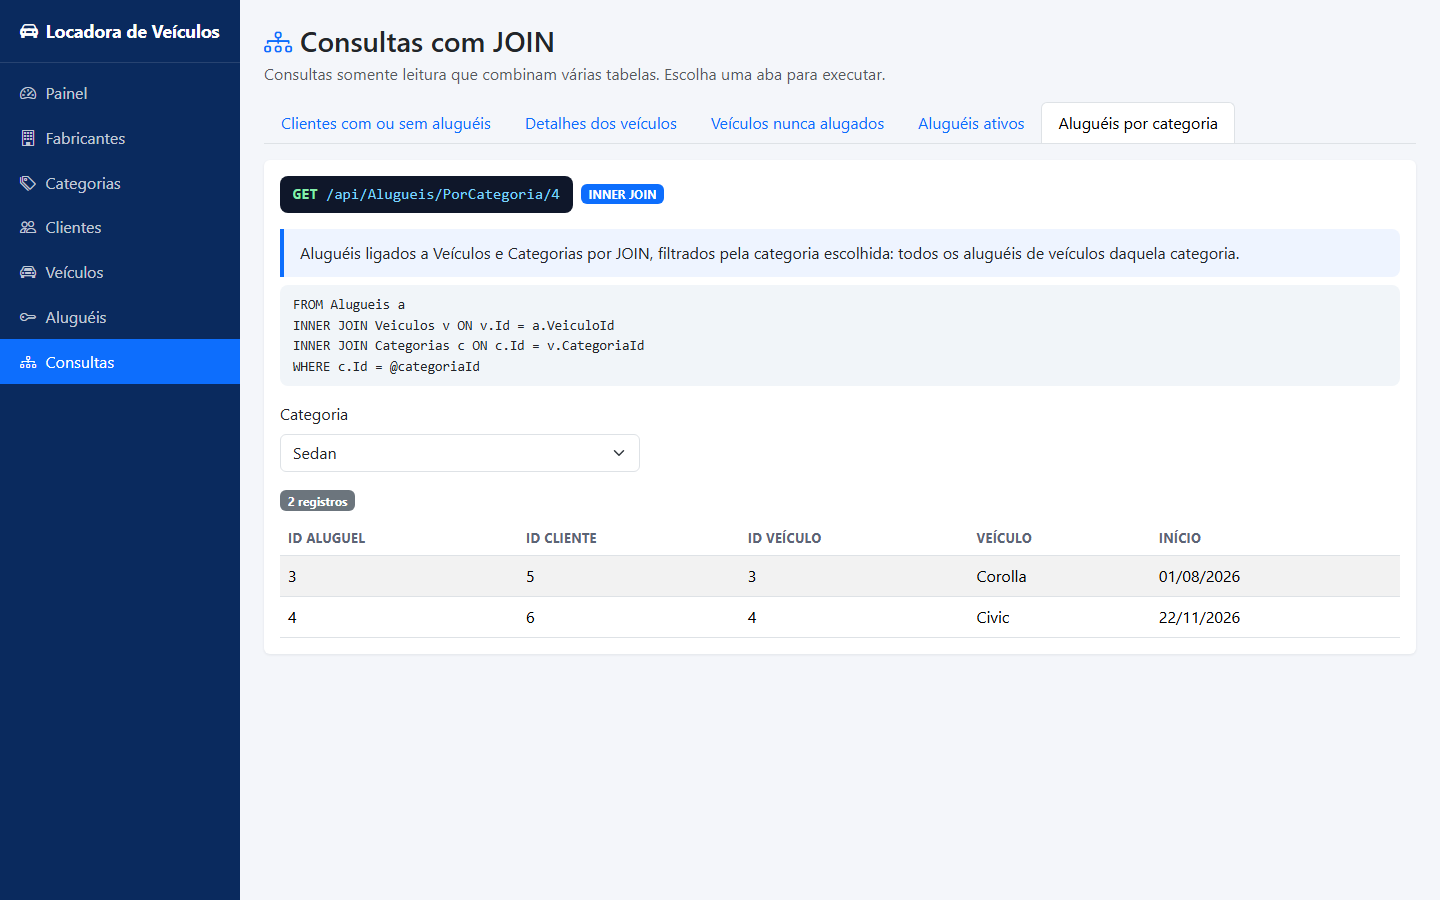 Locadora de Veículos
Painel
Fabricantes
Categorias
Clientes
Veículos
Aluguéis
Consultas
Consultas com JOIN
Consultas somente leitura que combinam várias tabelas. Escolha uma aba para executar.
Clientes com ou sem aluguéis Detalhes dos veículos Veículos nunca alugados Aluguéis ativos Aluguéis por categoria
GET /api/Alugueis/PorCategoria/4 INNER JOIN
Aluguéis ligados a Veículos e Categorias por JOIN, filtrados pela categoria escolhida: todos os aluguéis de veículos daquela categoria.
FROM Alugueis a
INNER JOIN Veiculos v ON v.Id = a.VeiculoId
INNER JOIN Categorias c ON c.Id = v.CategoriaId
WHERE c.Id = @categoriaId
Categoria
Sedan
2 registros
ID ALUGUEL ID CLIENTE ID VEÍCULO VEÍCULO INÍCIO
3 5 3 Corolla 01/08/2026
4 6 4 Civic 22/11/2026